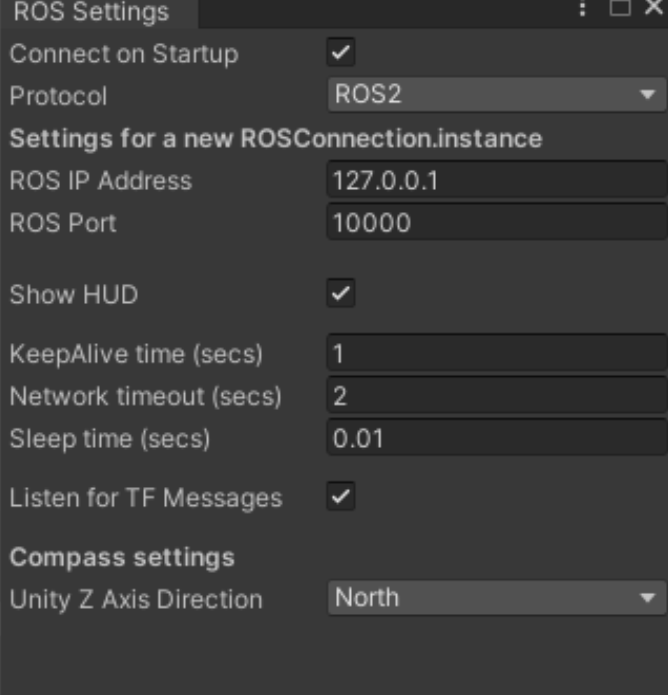 ROS Settings
Connect on Startup
Protocol ROS2
Settings for a new ROSConnection.instance
ROS IP Address 127.0.0.1
ROS Port 10000
Show HUD
KeepAlive time (secs) 1
Network timeout (secs) 2
Sleep time (secs) 0.01
Listen for TF Messages
Compass settings
Unity Z Axis Direction North